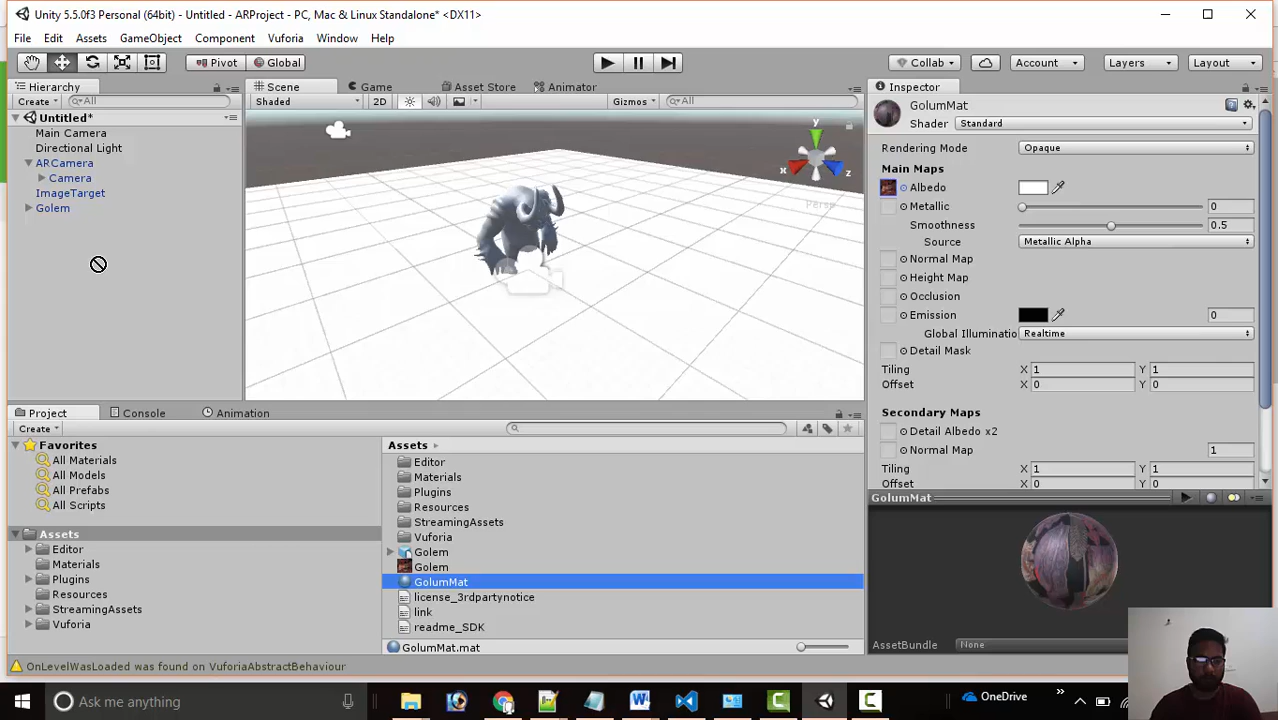 Unity 5.5.0f3 Personal (64bit) - Untitled - ARProject - PC, Mac & Linux Standalone* <DX11>
File Edit Assets GameObject Component Vuforia Window Help
Pivot Global Collab Account Layers Layout
Hierarchy
Create All
Untitled*
Main Camera
Directional Light
ARCamera
Camera
ImageTarget
Golem
Scene Game Asset Store Animator
Shaded 2D Gizmos All
y
x
z
Persp
Inspector
GolumMat
Shader Standard
Rendering Mode Opaque
Main Maps
Albedo
Metallic 0
Smoothness 0.5
Source Metallic Alpha
Normal Map
Height Map
Occlusion
Emission 0
Global Illuminatio Realtime
Detail Mask
Tiling X 1 Y 1
Offset X 0 Y 0
Secondary Maps
Detail Albedo x2
Normal Map 1
Tiling X 1 Y 1
Offset X 0 Y 0
GolumMat
AssetBundle None
Project Console Animation
Create
Favorites
All Materials
All Models
All Prefabs
All Scripts
Assets
Editor
Materials
Plugins
Resources
StreamingAssets
Vuforia
Assets
Editor
Materials
Plugins
Resources
StreamingAssets
Vuforia
Golem
Golem
GolumMat
license_3rdpartynotice
link
readme_SDK
GolumMat.mat
OnLevelWasLoaded was found on VuforiaAbstractBehaviour
Ask me anything
OneDrive